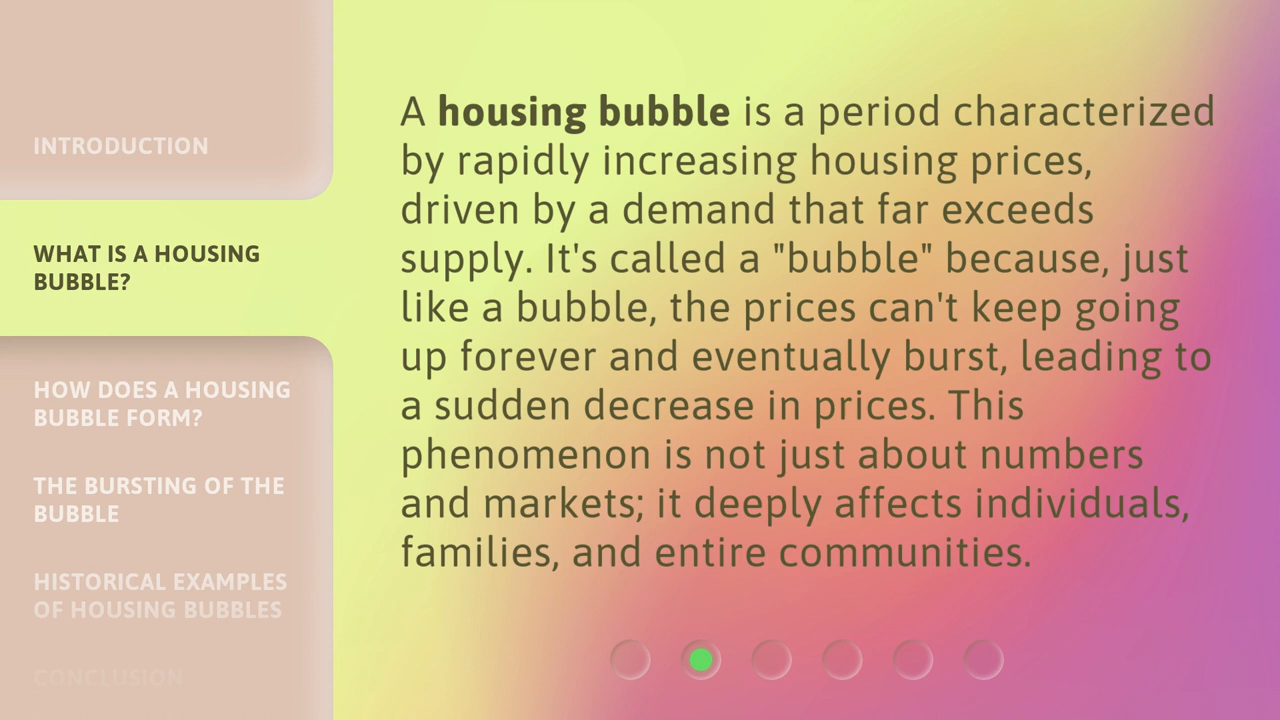 INTRODUCTION
WHAT IS A HOUSING
BUBBLE?
HOW DOES A HOUSING
BUBBLE FORM?
THE BURSTING OF THE
BUBBLE
HISTORICAL EXAMPLES
OF HOUSING BUBBLES
CONCLUSION
A housing bubble is a period characterized
by rapidly increasing housing prices,
driven by a demand that far exceeds
supply. It's called a "bubble" because, just
like a bubble, the prices can't keep going
up forever and eventually burst, leading to
a sudden decrease in prices. This
phenomenon is not just about numbers
and markets; it deeply affects individuals,
families, and entire communities.